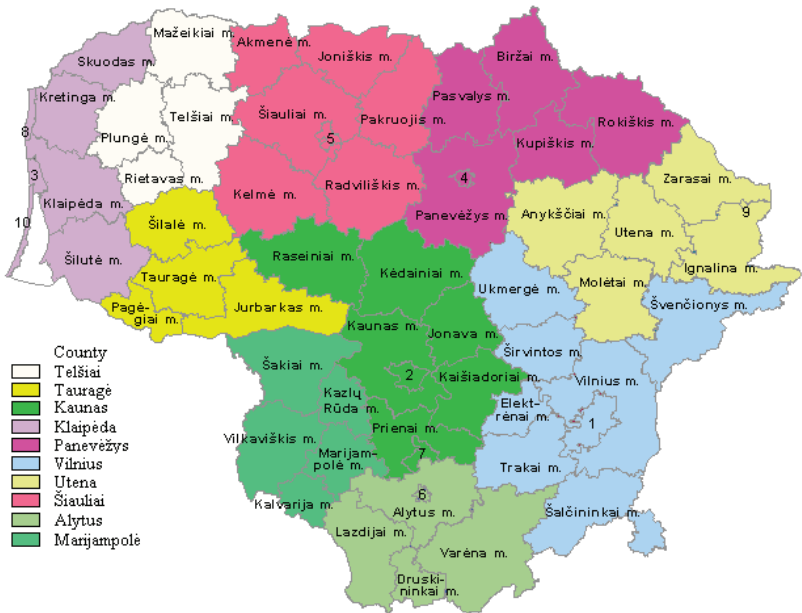 Mažeikiai m.
Akmenė m.
Joniškis m.
Biržai m.
Skuodas m.
Kretinga m.
Telšiai m.
Šiauliai m.
Pakruojis m.
Pasvalys m.
Rokiškis m.
8
Plungė m.
5
Kupiškis m.
3
Rietavas m.
Kelmė m.
Radviliškis m.
4
Zarasai m.
Klaipėda m.
10
Šilalė m.
Panevėžys m.
Anykščiai m.
9
Šilutė m.
Raseiniai m.
Kėdainiai m.
Utena m.
Tauragė m.
Ukmergė m.
Molėtai m.
Ignalina m.
Pagė-
giai m.
Jurbarkas m.
Kaunas m.
Jonava m.
Švenčionys m.
Šakiai m.
Širvintos m.
2
Kaišiadoriai m.
Vilnius m.
Kazlų
Rūda m.
Elekt-
rėnai m.
1
Vilkaviškis m.
Prienai m.
Marijam-
polė m.
7
Trakai m.
Kalvarija m.
6
Alytus m.
Šalčininkai m.
Lazdijai m.
Varėna m.
Druski-
ninkai m.
County
Telšiai
Tauragė
Kaunas
Klaipėda
Panevėžys
Vilnius
Utena
Šiauliai
Alytus
Marijampolė